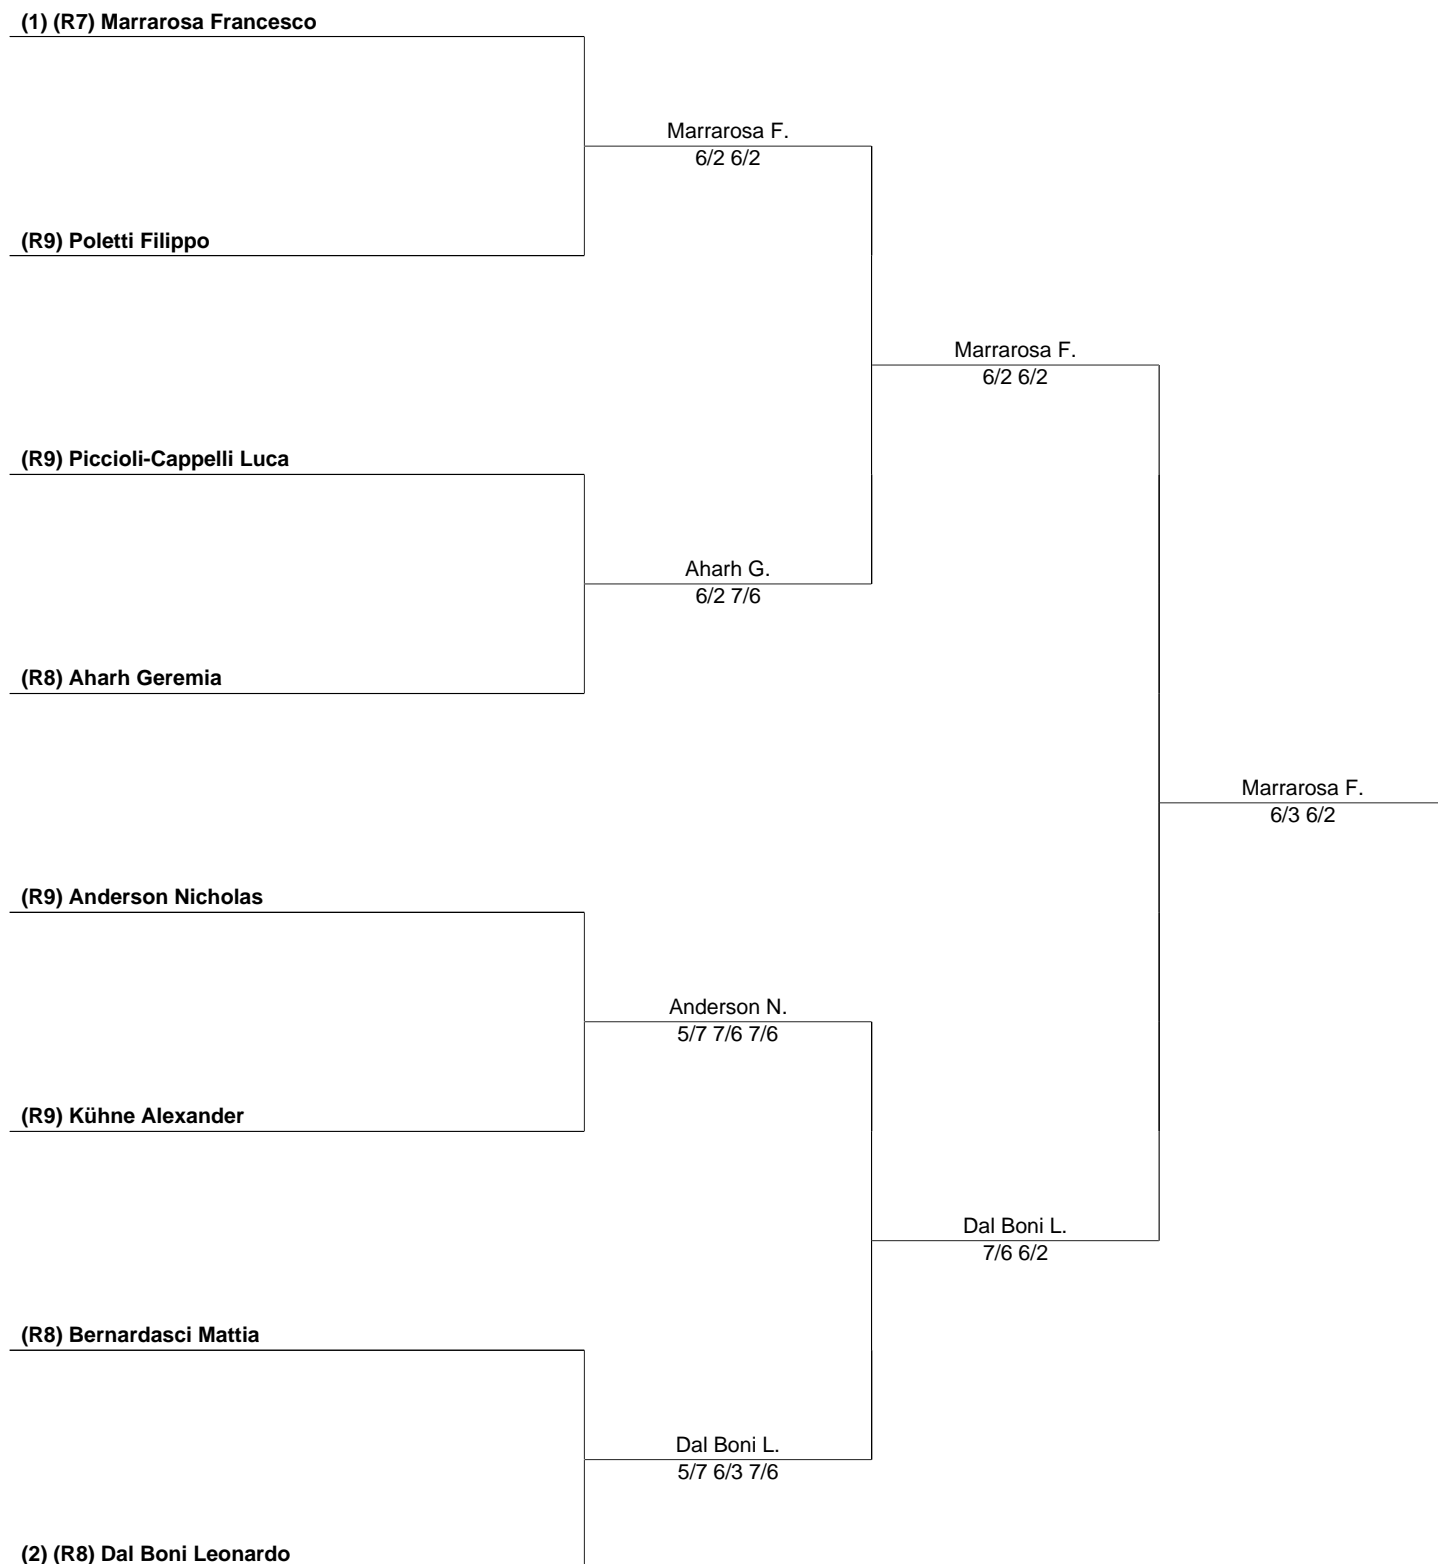 (1) (R7) Marrarosa Francesco
Marrarosa F.
6/2 6/2
(R9) Poletti Filippo
Marrarosa F.
6/2 6/2
(R9) Piccioli-Cappelli Luca
Aharh G.
6/2 7/6
(R8) Aharh Geremia
Marrarosa F.
6/3 6/2
(R9) Anderson Nicholas
Anderson N.
5/7 7/6 7/6
(R9) Kühne Alexander
Dal Boni L.
7/6 6/2
(R8) Bernardasci Mattia
Dal Boni L.
5/7 6/3 7/6
(2) (R8) Dal Boni Leonardo